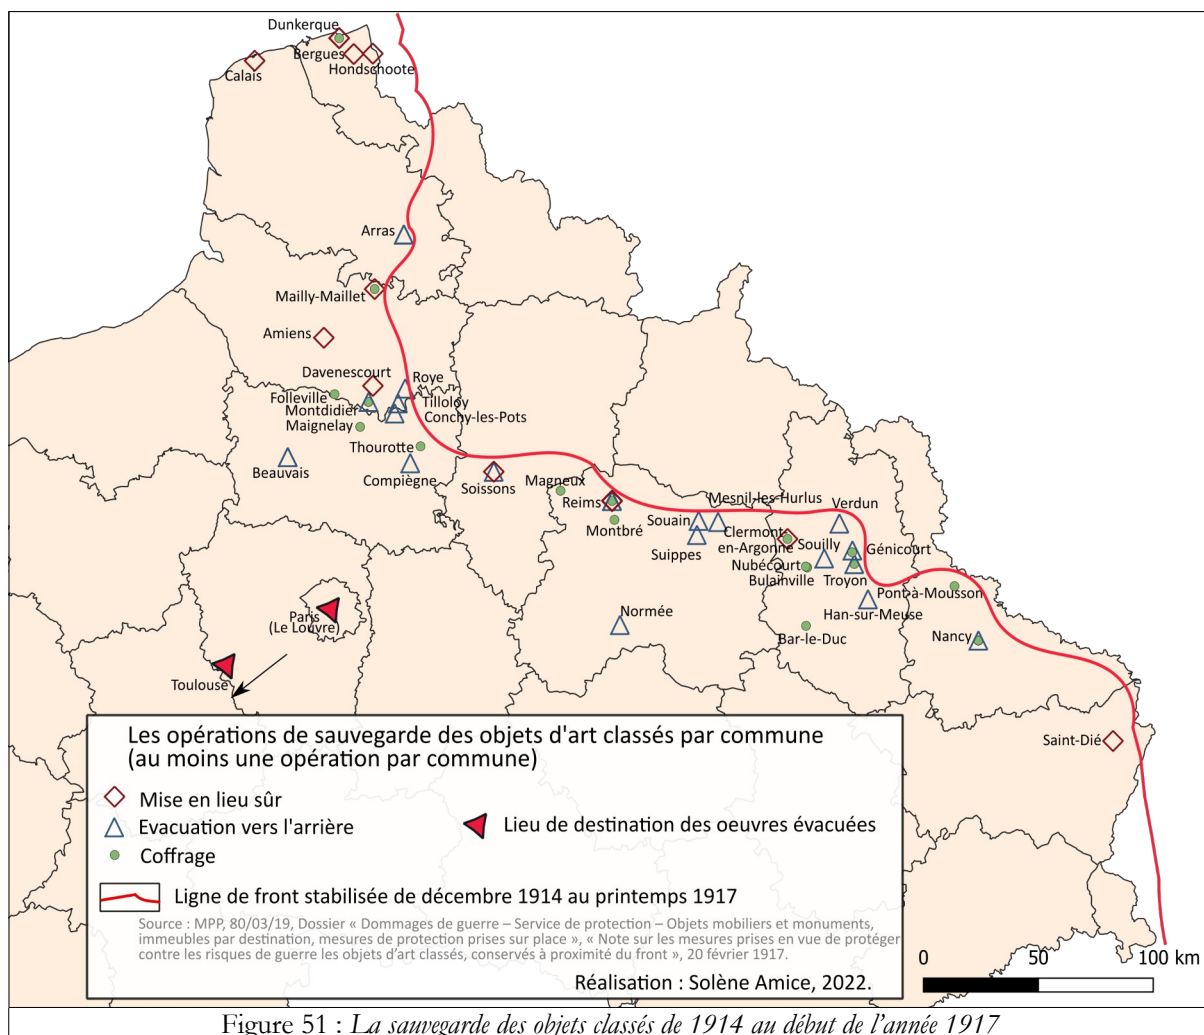 Dunkerque
Bergues
Hondschoote
Calais
Arras
Mailly-Maillet
Amiens
Davenescourt
Roye
Folleville
Tilloloy
Montdidier
Conchy-les-Pots
Maignelay
Thourotte
Beauvais
Compiègne
Soissons
Magneux
Reims
Montbré
Mesnil-les-Hurlus
Verdun
Souain
Suippes
Clermont-
en-Argonne
Souilly
Génicourt
Nubécourt
Bulainville
Troyon
Pont-à-Mousson
Han-sur-Meuse
Normée
Bar-le-Duc
Nancy
Paris
(Le Louvre)
Toulouse
Saint-Dié
Les opérations de sauvegarde des objets d'art classés par commune
(au moins une opération par commune)
Mise en lieu sûr
Evacuation vers l'arrière
Lieu de destination des oeuvres évacuées
Coffrage
Ligne de front stabilisée de décembre 1914 au printemps 1917
Source : MPP, 80/03/19, Dossier « Dommages de guerre – Service de protection – Objets mobiliers et monuments,
immeubles par destination, mesures de protection prises sur place », « Note sur les mesures prises en vue de protéger
contre les risques de guerre les objets d'art classés, conservés à proximité du front », 20 février 1917.
Réalisation : Solène Amice, 2022.
0 50 100 km
Figure 51 : La sauvegarde des objets classés de 1914 au début de l'année 1917